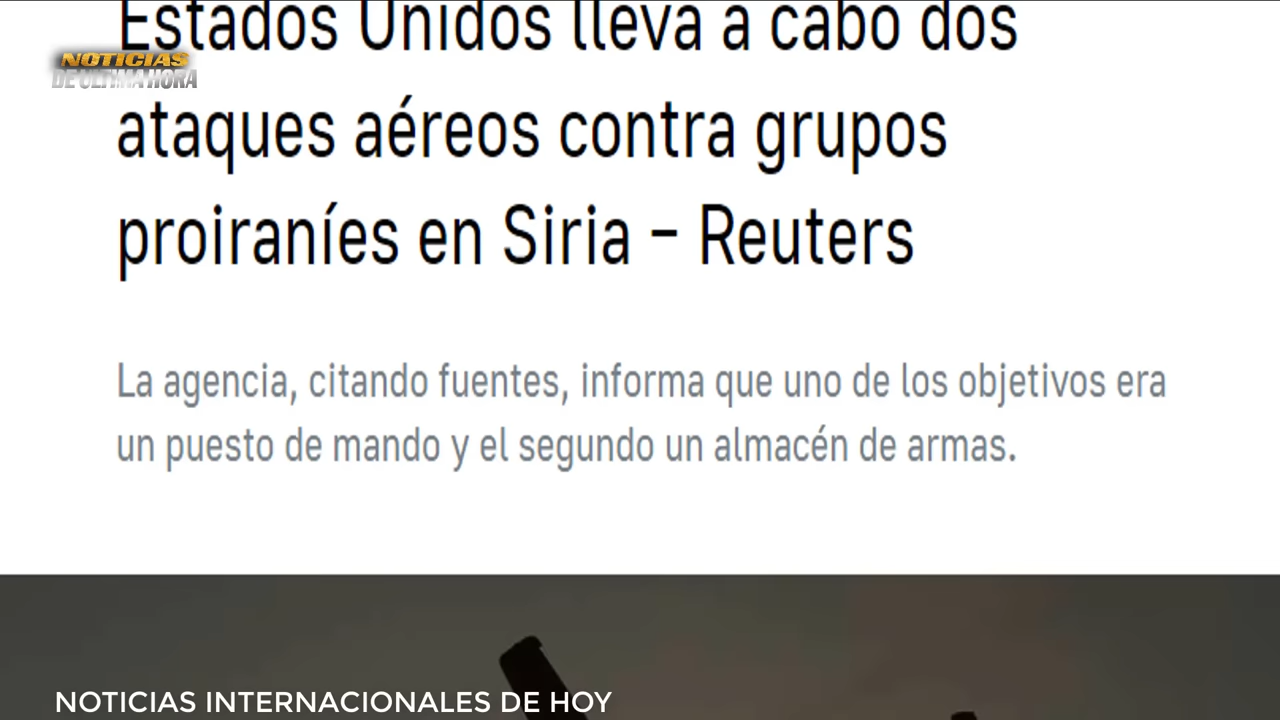 Estados Unidos lleva a cabo dos
NOTICIAS
DE ULTIMA HORA
ataques aéreos contra grupos
proiraníes en Siria – Reuters
La agencia, citando fuentes, informa que uno de los objetivos era
un puesto de mando y el segundo un almacén de armas.
NOTICIAS INTERNACIONALES DE HOY